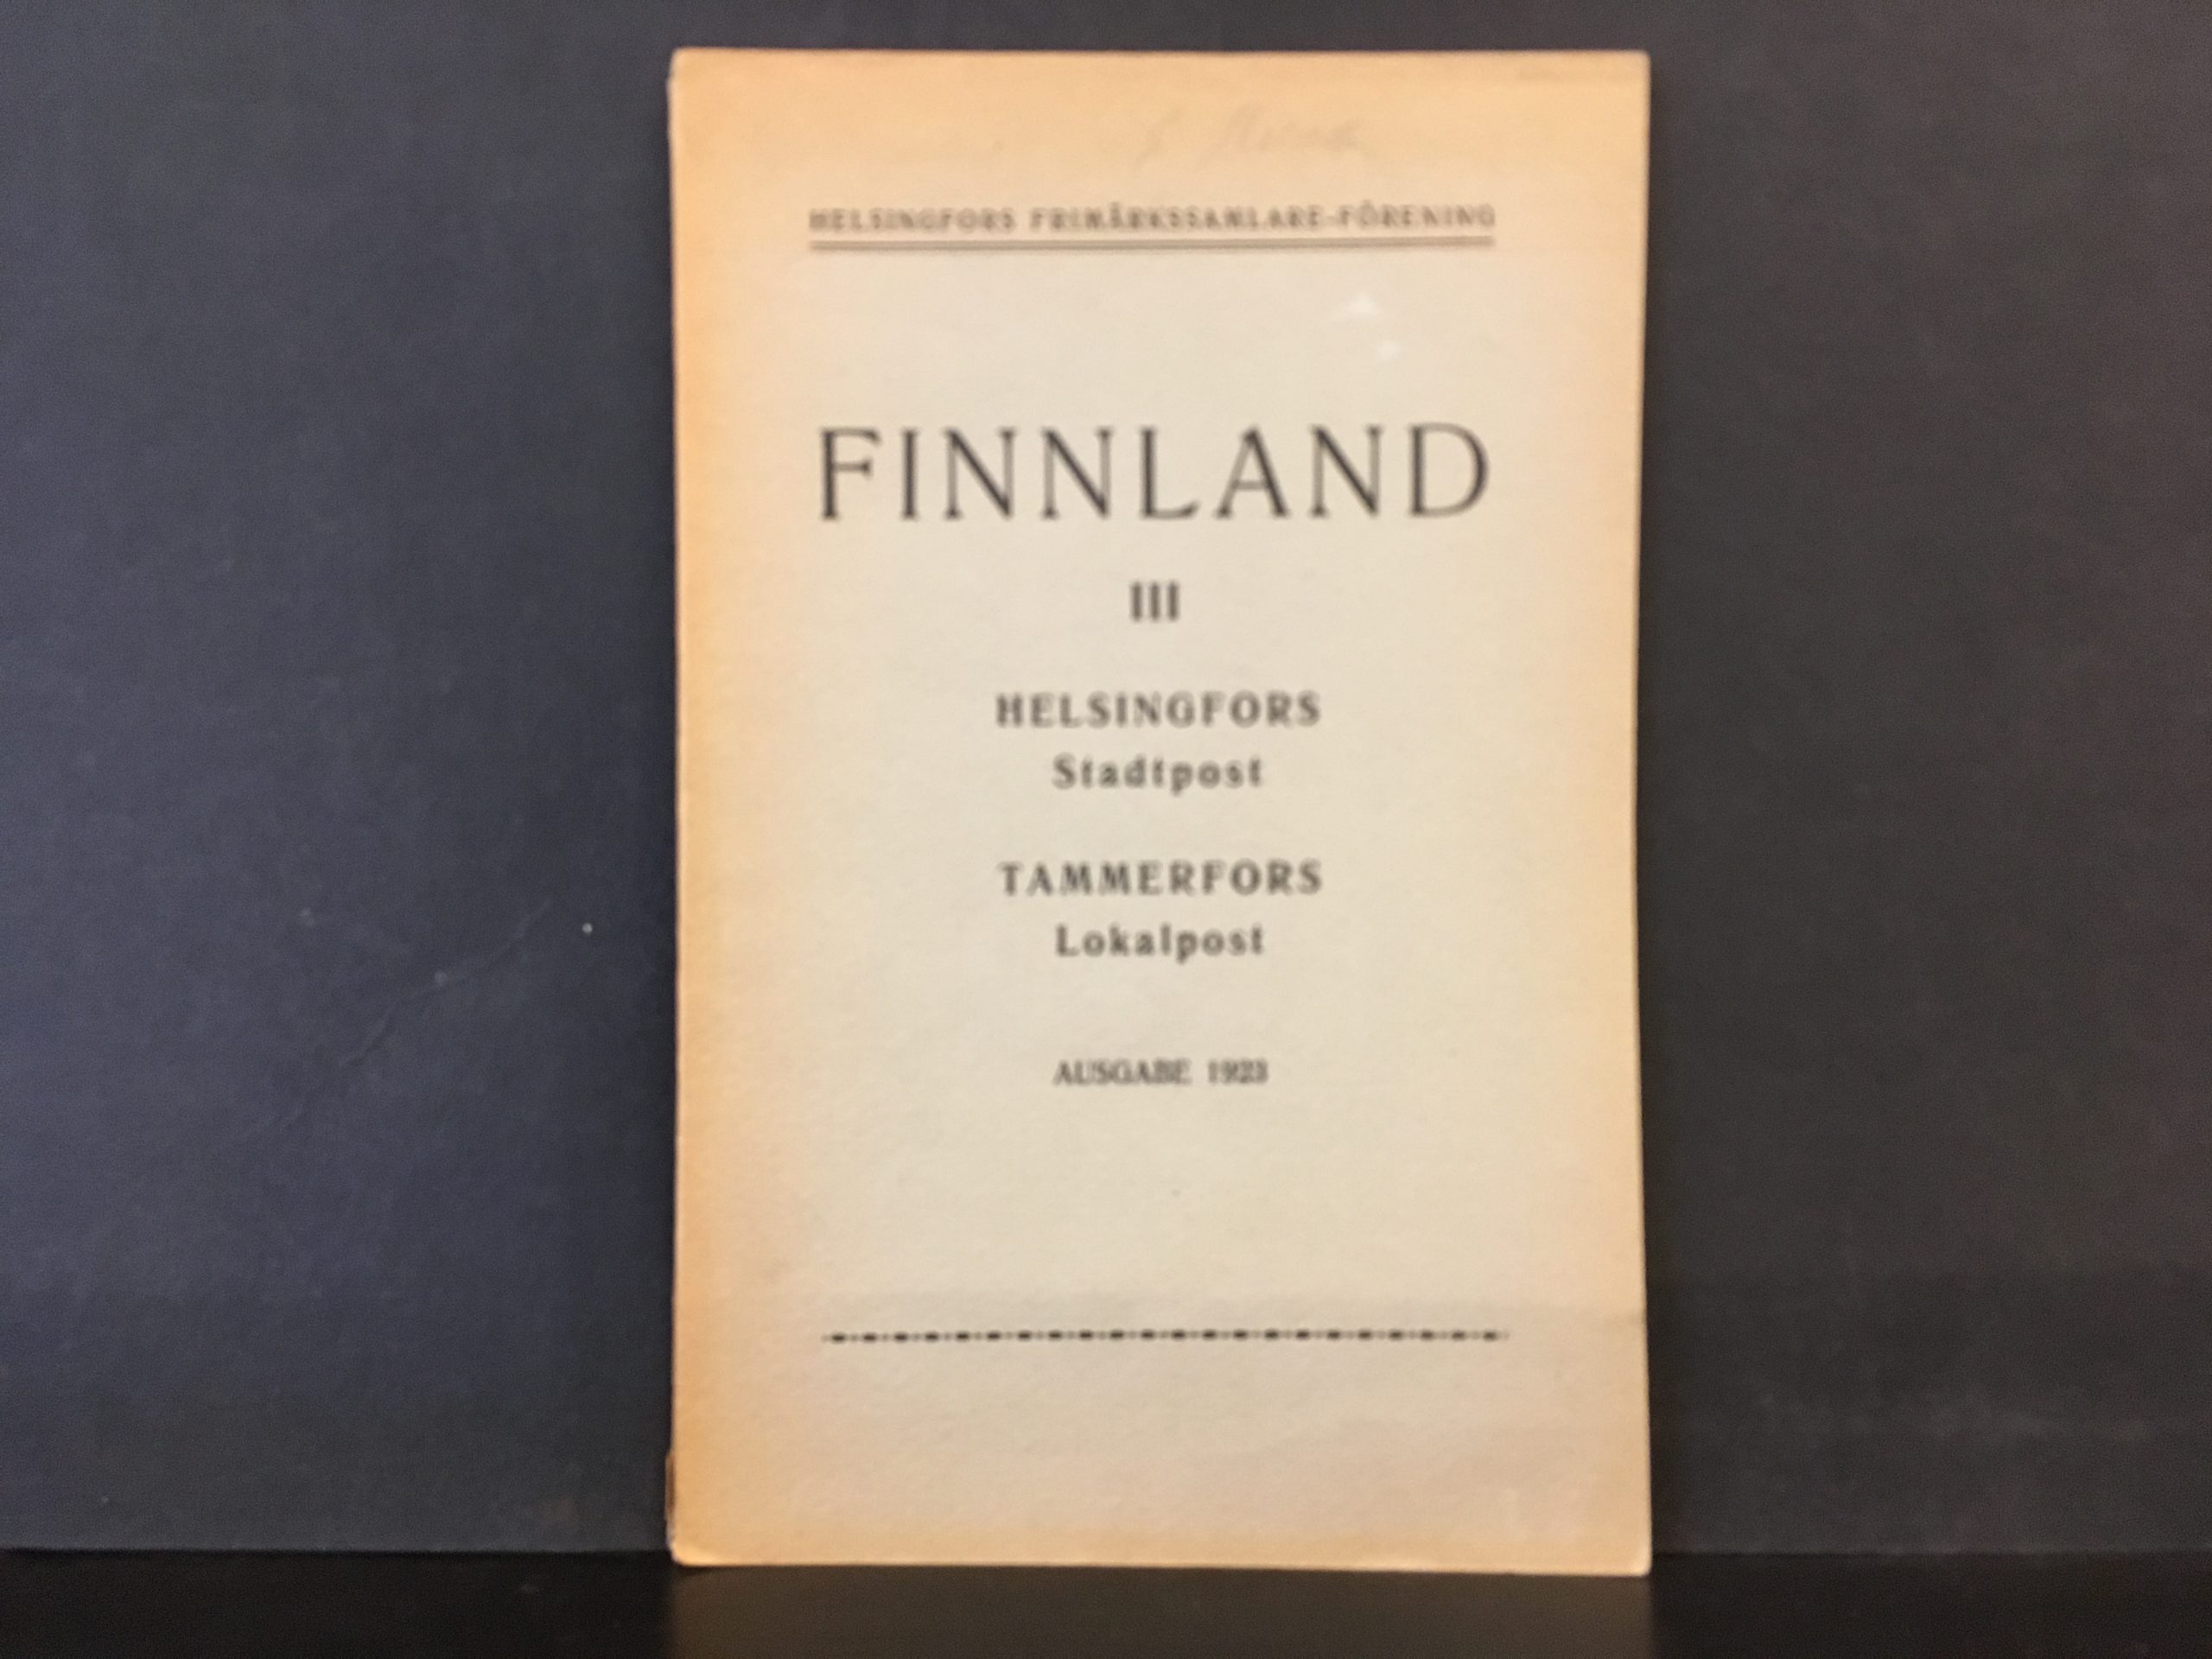 HELSINGFORS FRIMÄRKSSAMLARE-FÖRENING
FINNLAND
III
HELSINGFORS
Stadtpost
TAMMERFORS
Lokalpost
AUSGABE 1923